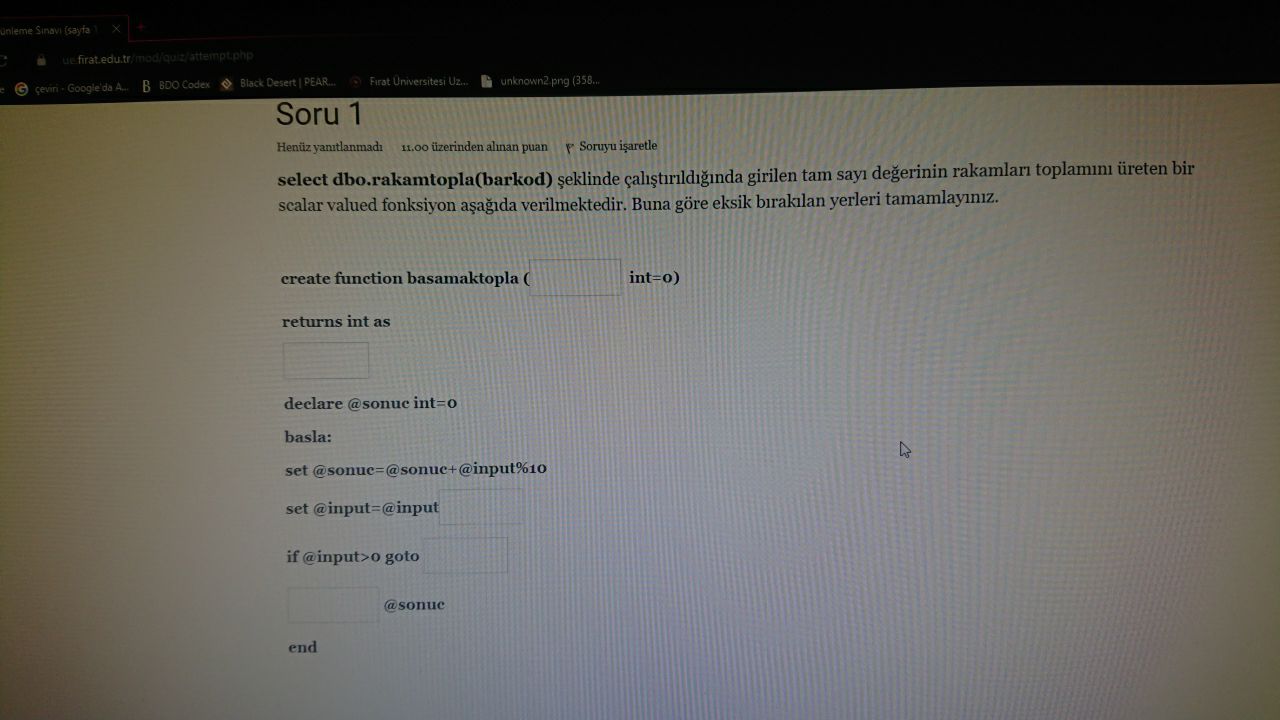 ünleme Sınavı (sayfa 1
ue.firat.edu.tr/mod/quiz/attempt.php
e çeviri - Google'da A... BDO Codex Black Desert | PEAR... Fırat Üniversitesi Uz... unknown2.png (358...
Soru 1
Henüz yanıtlanmadı 11.00 üzerinden alınan puan Soruyu işaretle
select dbo.rakamtopla(barkod) şeklinde çalıştırıldığında girilen tam sayı değerinin rakamları toplamını üreten bir
scalar valued fonksiyon aşağıda verilmektedir. Buna göre eksik bırakılan yerleri tamamlayınız.
create function basamaktopla ( int=0)
returns int as
declare @sonuc int=0
basla:
set @sonuc=@sonuc+@input%10
set @input=@input
if @input>0 goto
@sonuc
end